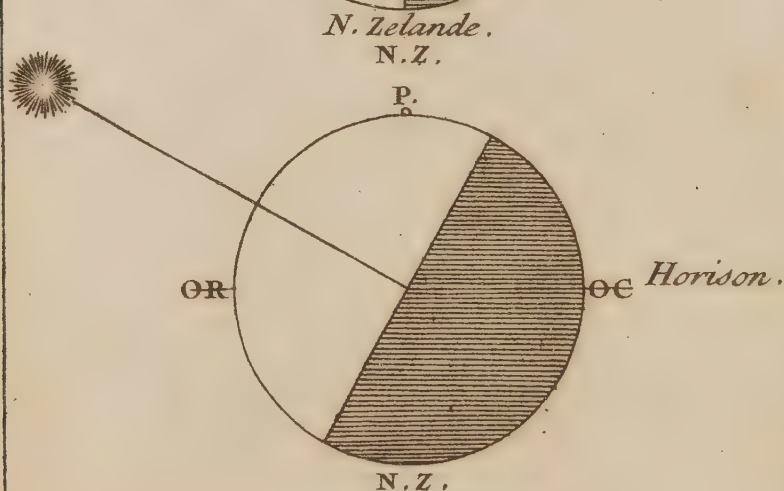 N. Zelande.
N.Z.
P.
OR
OC
Horison.
N.Z.